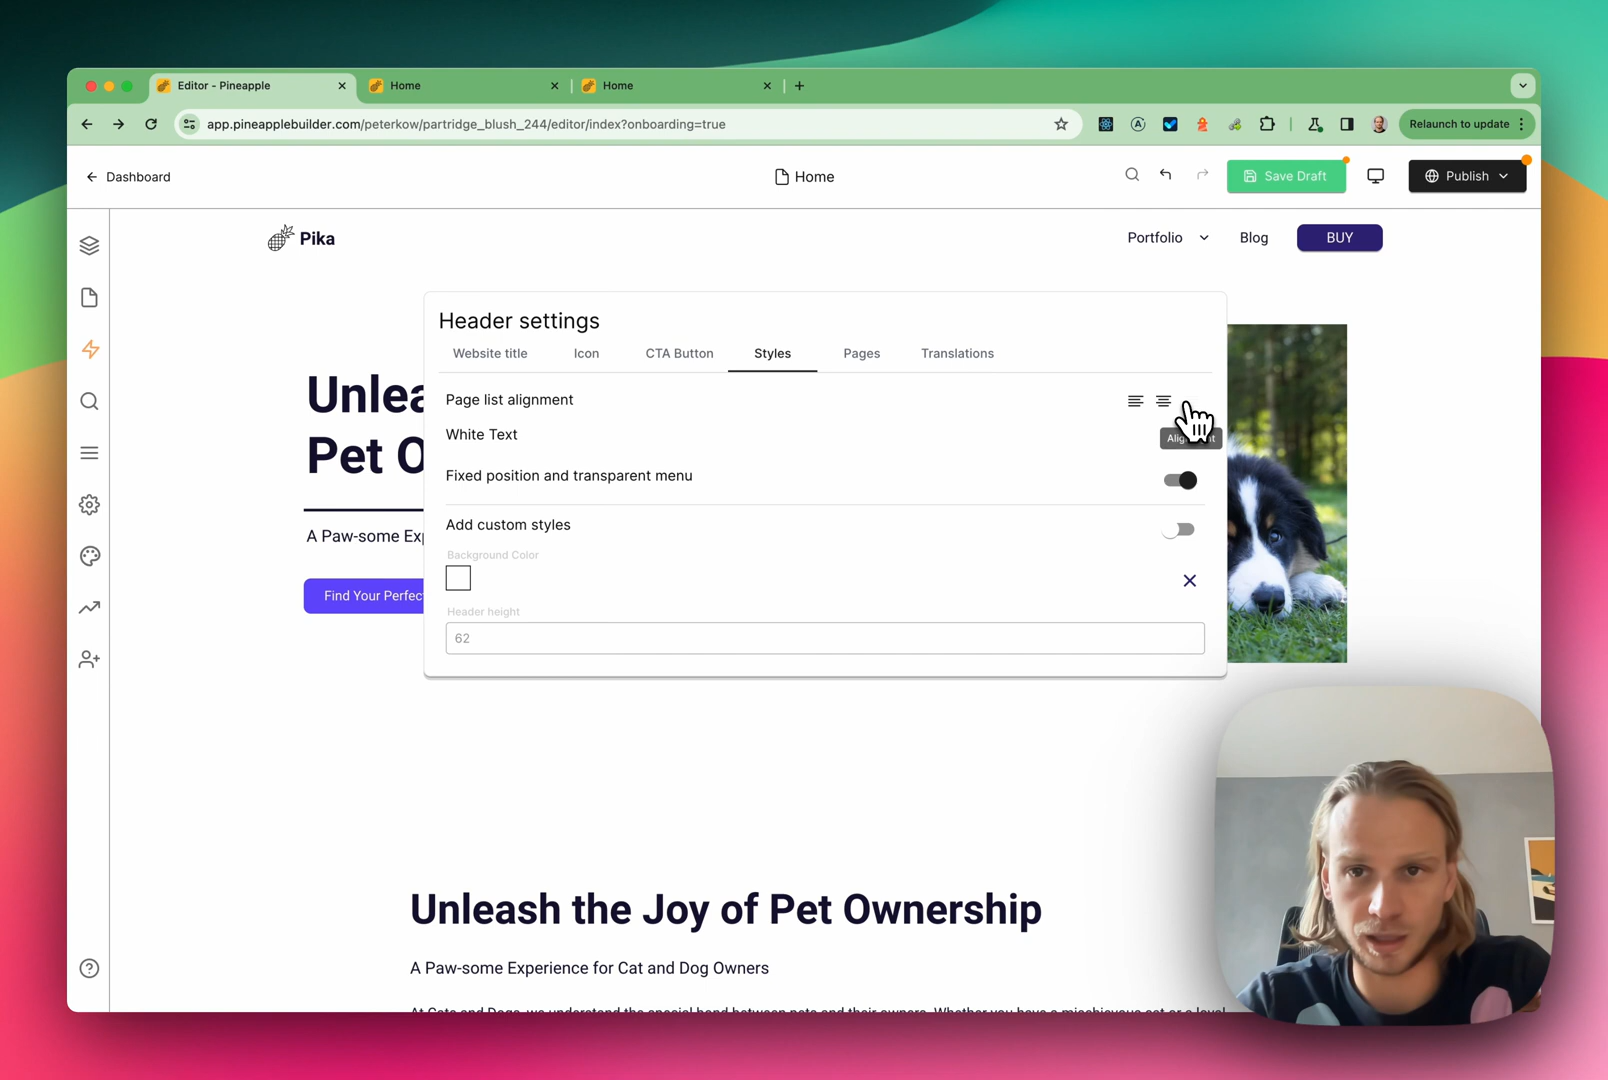 Editor - Pineapple
Home
Home
app.pineapplebuilder.com/peterkow/partridge_blush_244/editor/index?onboarding=true
Relaunch to update
Dashboard
Home
Save Draft
Publish
Pika
Portfolio
Blog
BUY
Header settings
Website title
Icon
CTA Button
Styles
Pages
Translations
Page list alignment
White Text
Fixed position and transparent menu
Add custom styles
Background Color
Header height
62
Pet
A Paw-some
Find Your
Unleash the Joy of Pet Ownership
A Paw-some Experience for Cat and Dog Owners